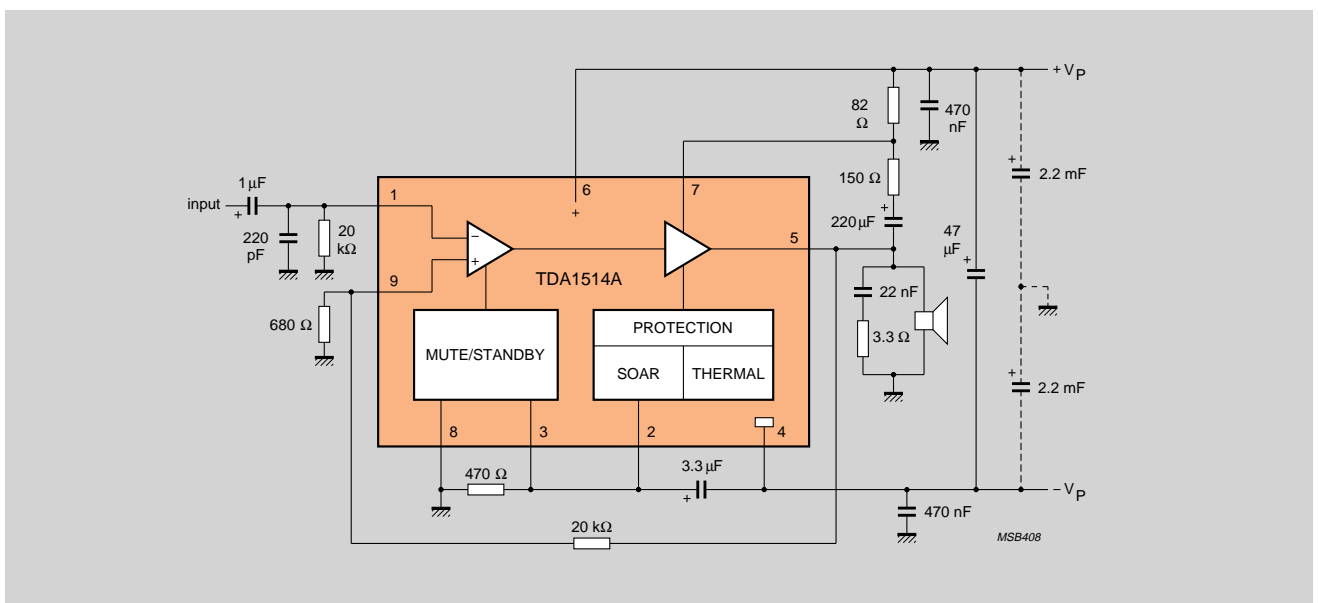 + V P
82
Ω
470
nF
150 Ω
+
2.2 mF
1 μF
input
+
1
6
+
7
+
220 μF
5
47
μF
+
220
pF
20
kΩ
−
+
9
TDA1514A
22 nF
680 Ω
PROTECTION
3.3 Ω
MUTE/STANDBY
SOAR
THERMAL
+
2.2 mF
8
3
2
4
470 Ω
3.3 μF
+
− V P
470 nF
20 kΩ
MSB408